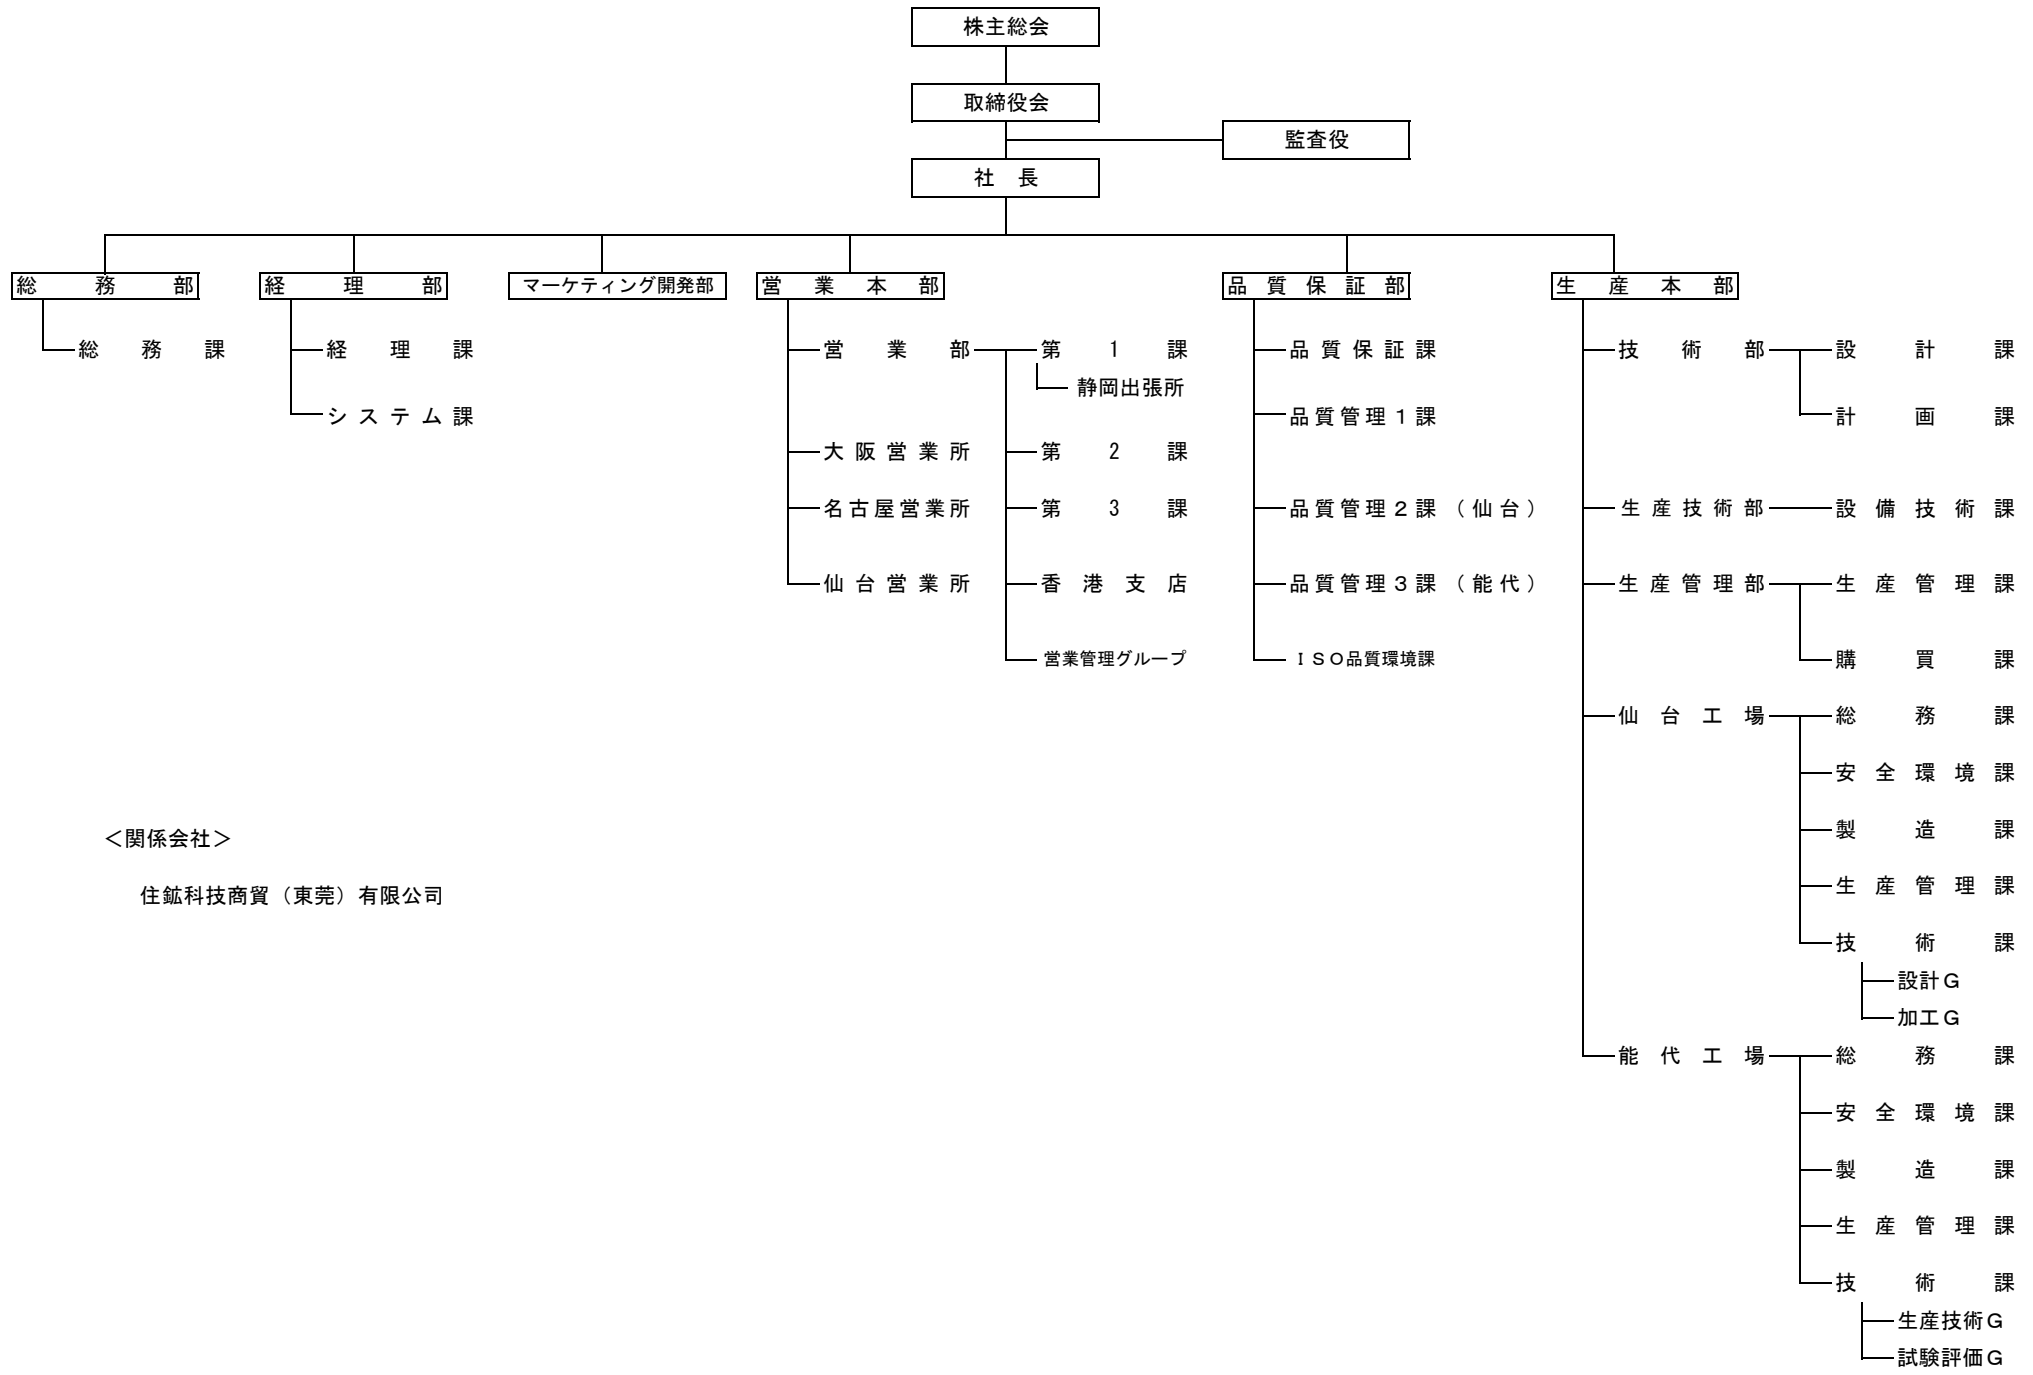 株主総会
取締役会
監査役
社　長
総務部 経理部 マーケティング開発部 営業本部 品質保証部 生産本部
総務課 経理課 営業部 第1課 品質保証課 技術部 設計課
静岡出張所
システム課 品質管理１課 計画課
大阪営業所 第2課
名古屋営業所 第3課 品質管理２課（仙台） 生産技術部 設備技術課
仙台営業所 香港支店 品質管理３課（能代） 生産管理部 生産管理課
営業管理グループ ＩＳＯ品質環境課 購買課
仙台工場 総務課
安全環境課
製造課
＜関係会社＞
生産管理課
住鉱科技商貿（東莞）有限公司
技術課
設計Ｇ
加工Ｇ
能代工場 総務課
安全環境課
製造課
生産管理課
技術課
生産技術Ｇ
試験評価Ｇ